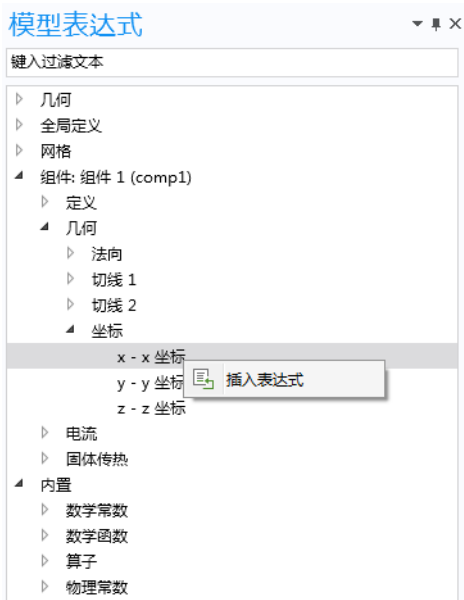 模型表达式
键入过滤文本
几何
全局定义
网格
组件: 组件 1 (comp1)
定义
几何
法向
切线 1
切线 2
坐标
x - x 坐标
插入表达式
y - y 坐标
z - z 坐标
电流
固体传热
内置
数学常数
数学函数
算子
物理常数